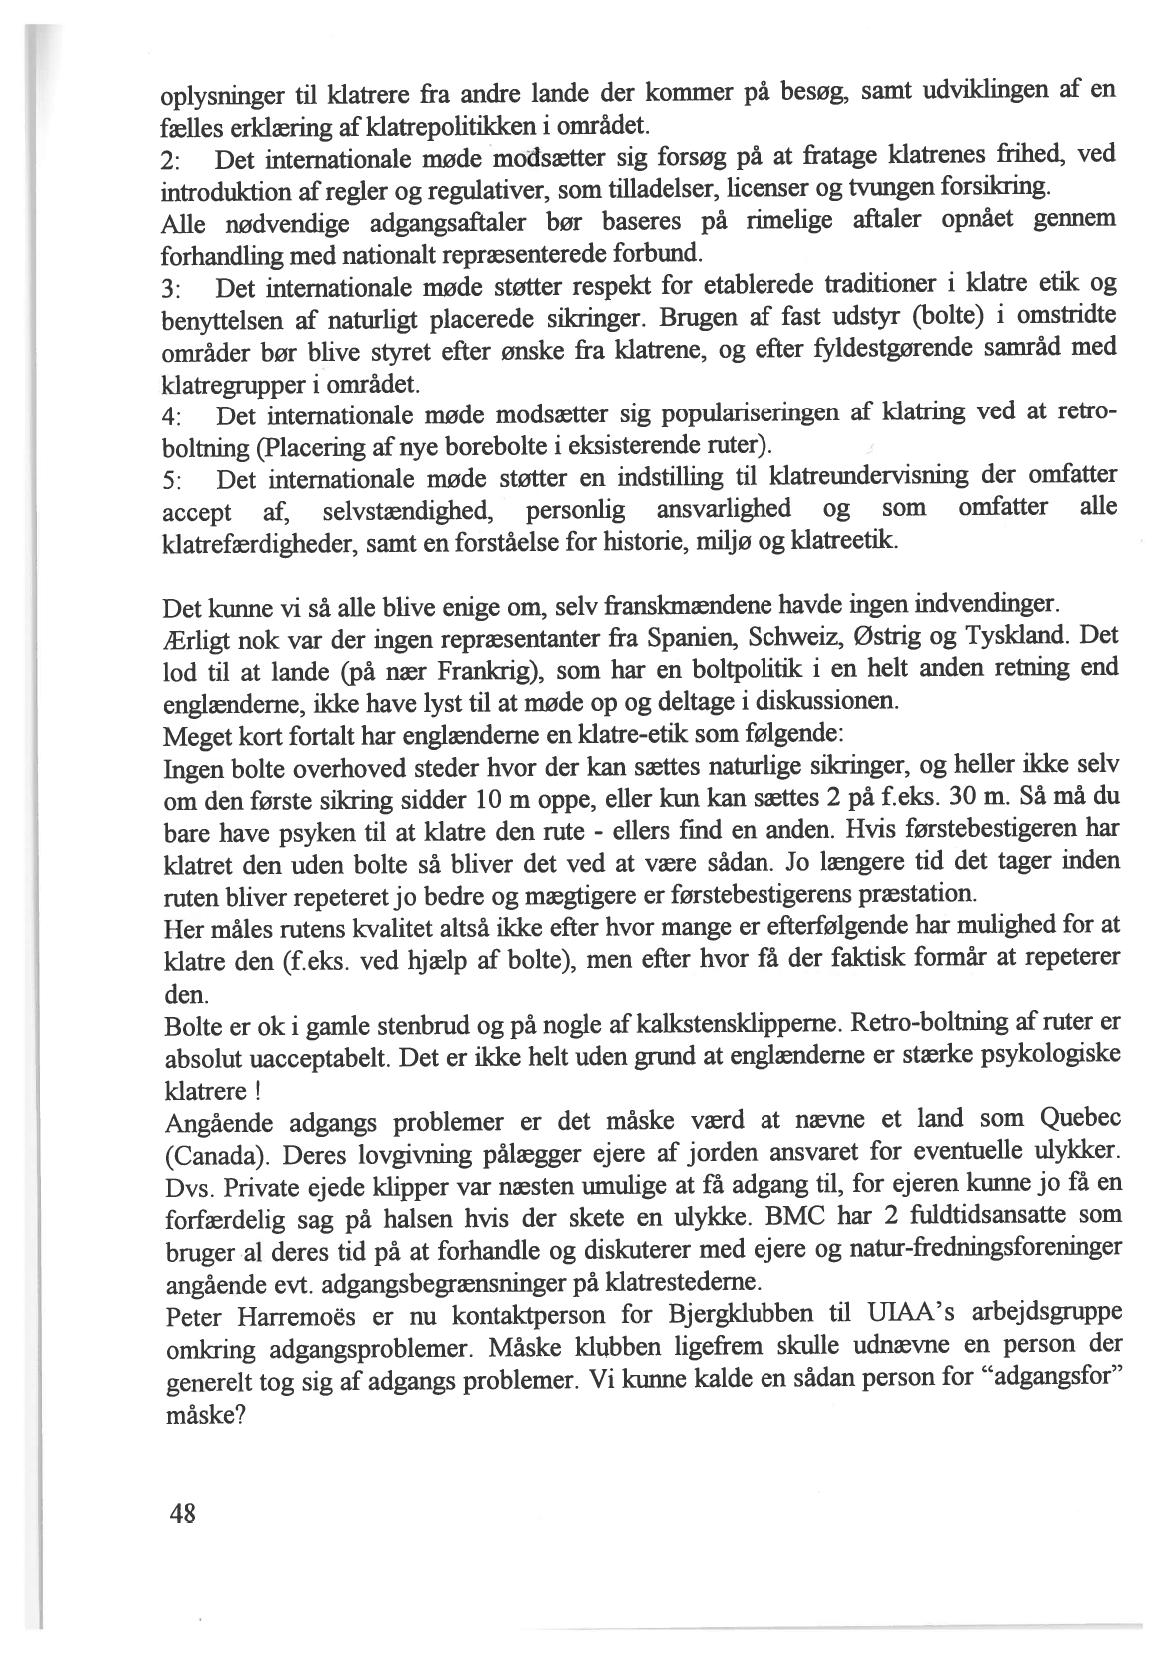 oplysninger til klatrere fra andre lande der kommer på besøg, samt udviklingen af en
fælles erklæring af klatrepolitikken i området.
2: Det internationale møde modsætter sig forsøg på at fratage klatrenes frihed, ved
introduktion af regler og regulativer, som tilladelser, licenser og tvungen forsikring.
Alle nødvendige adgangsaftaler bør baseres på rimelige aftaler opnået gennem
forhandling med nationalt repræsenterede forbund.
3: Det internationale møde støtter respekt for etablerede traditioner i klatre etik og
benyttelsen af naturligt placerede sikringer. Brugen af fast udstyr (bolte) i omstridte
områder bør blive styret efter ønske fra klatrene, og efter fyldestgørende samråd med
klatregrupper i området.
4: Det internationale møde modsætter sig populariseringen af klatring ved at retro-
boltning (Placering af nye borebolte i eksisterende ruter).
5: Det internationale møde støtter en indstilling til klatreundervisning der omfatter
accept af, selvstændighed, personlig ansvarlighed og som omfatter alle
klatrefærdigheder, samt en forståelse for historie, miljø og klatreetik.
Det kunne vi så alle blive enige om, selv franskmændene havde ingen indvendinger.
Ærligt nok var der ingen repræsentanter fra Spanien, Schweiz, Østrig og Tyskland. Det
lod til at lande (på nær Frankrig), som har en boltpolitik i en helt anden retning end
englænderne, ikke have lyst til at møde op og deltage i diskussionen.
Meget kort fortalt har englænderne en klatre-etik som følgende:
Ingen bolte overhoved steder hvor der kan sættes naturlige sikringer, og heller ikke selv
om den første sikring sidder 10 m oppe, eller kun kan sættes 2 på f.eks. 30 m. Så må du
bare have psyken til at klatre den rute - ellers find en anden. Hvis førstebestigeren har
klatret den uden bolte så bliver det ved at være sådan. Jo længere tid det tager inden
ruten bliver repeteret jo bedre og mægtigere er førstebestigerens præstation.
Her måles rutens kvalitet altså ikke efter hvor mange er efterfølgende har mulighed for at
klatre den (f.eks. ved hjælp af bolte), men efter hvor få der faktisk formår at repeterer
den.
Bolte er ok i gamle stenbrud og på nogle af kalkstensklipperne. Retro-boltning af ruter er
absolut uacceptabelt. Det er ikke helt uden grund at englænderne er stærke psykologiske
klatrere !
Angående adgangs problemer er det måske værd at nævne et land som Quebec
(Canada). Deres lovgivning pålægger ejere af jorden ansvaret for eventuelle ulykker.
Dvs. Private ejede klipper var næsten umulige at få adgang til, for ejeren kunne jo få en
forfærdelig sag på halsen hvis der skete en ulykke. BMC har 2 fuldtidsansatte som
bruger al deres tid på at forhandle og diskuterer med ejere og natur-fredningsforeninger
angående evt. adgangsbegrænsninger på klatrestederne.
Peter Harremoës er nu kontaktperson for Bjergklubben til UIAA's arbejdsgruppe
omkring adgangsproblemer. Måske klubben ligefrem skulle udnævne en person der
generelt tog sig af adgangs problemer. Vi kunne kalde en sådan person for “adgangsfor”
måske?
48